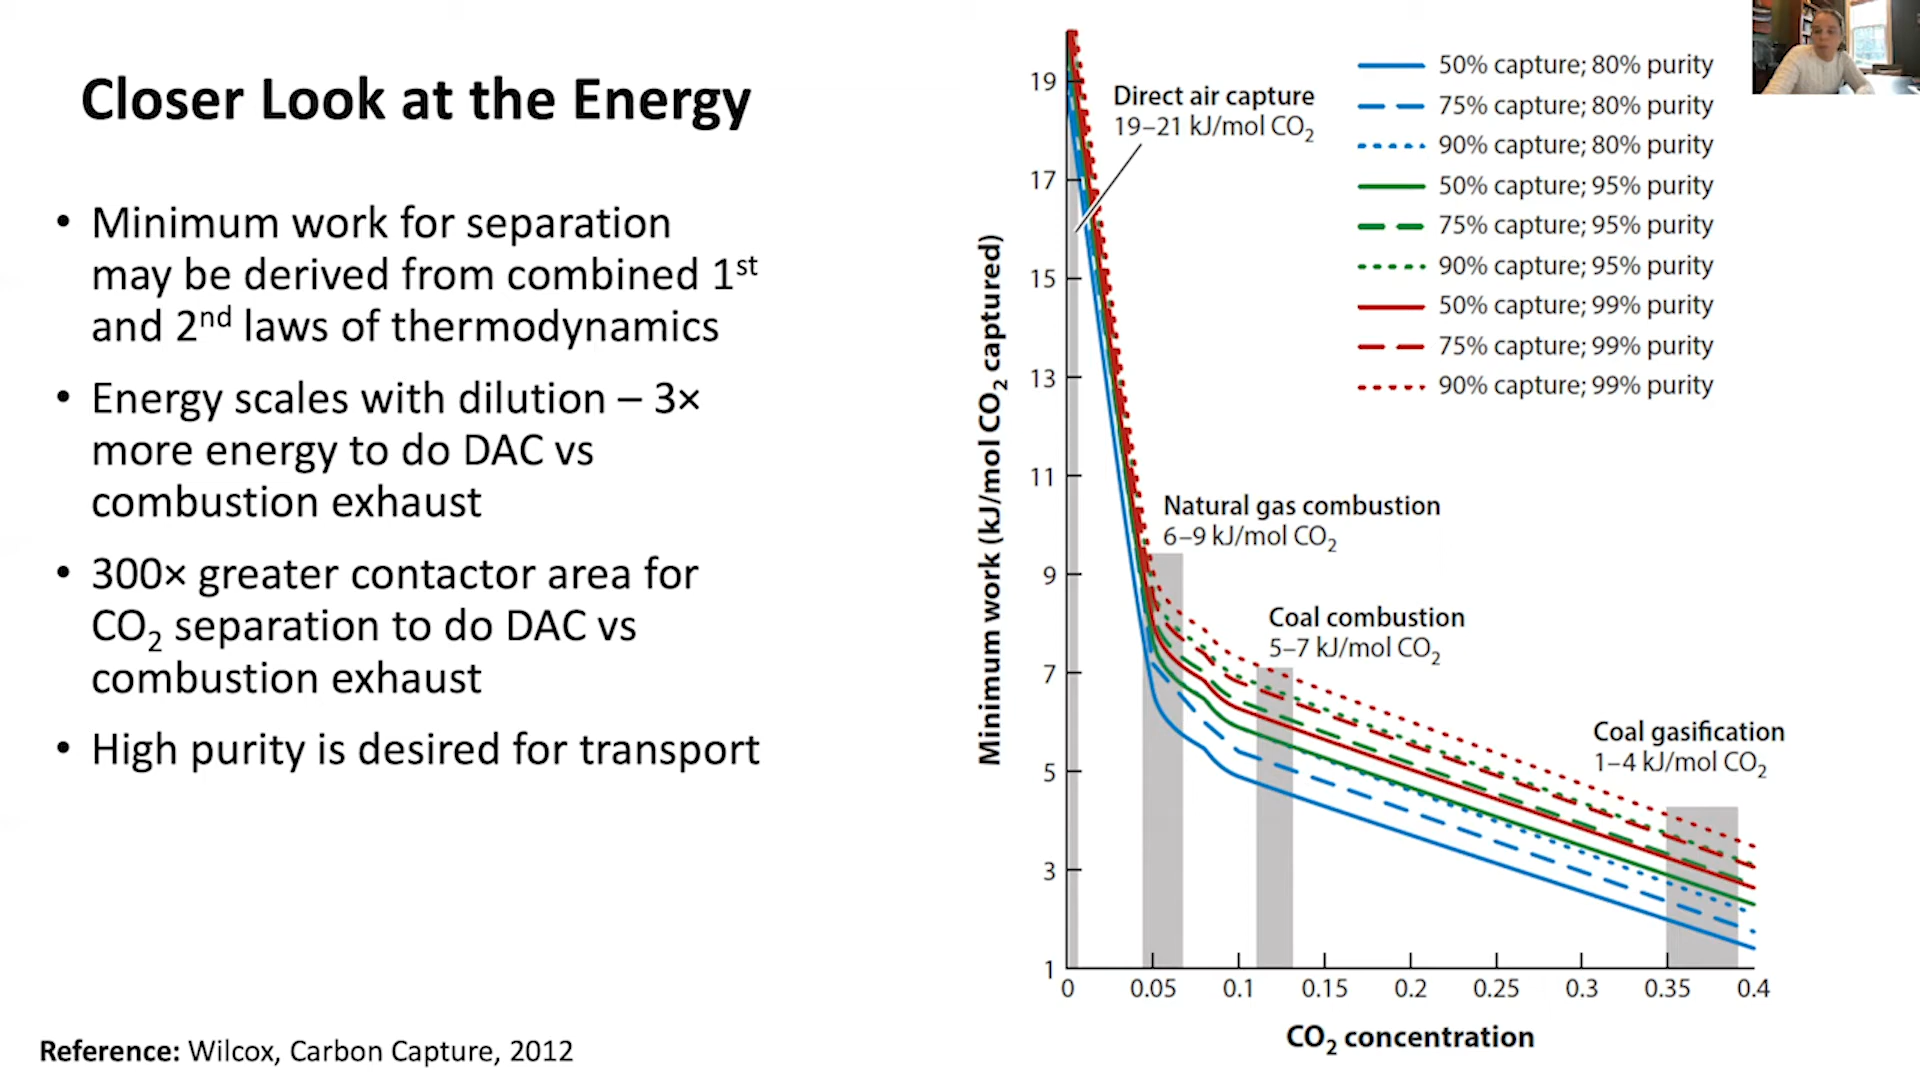 Closer Look at the Energy
• Minimum work for separation
may be derived from combined 1st
and 2nd laws of thermodynamics
• Energy scales with dilution – 3×
more energy to do DAC vs
combustion exhaust
• 300× greater contactor area for
CO2 separation to do DAC vs
combustion exhaust
• High purity is desired for transport
Reference: Wilcox, Carbon Capture, 2012
Minimum work (kJ/mol CO2 captured)
19
17
15
13
11
9
7
5
3
1
0 0.05 0.1 0.15 0.2 0.25 0.3 0.35 0.4
CO2 concentration
Direct air capture
19–21 kJ/mol CO2
Natural gas combustion
6–9 kJ/mol CO2
Coal combustion
5–7 kJ/mol CO2
Coal gasification
1–4 kJ/mol CO2
50% capture; 80% purity
75% capture; 80% purity
90% capture; 80% purity
50% capture; 95% purity
75% capture; 95% purity
90% capture; 95% purity
50% capture; 99% purity
75% capture; 99% purity
90% capture; 99% purity